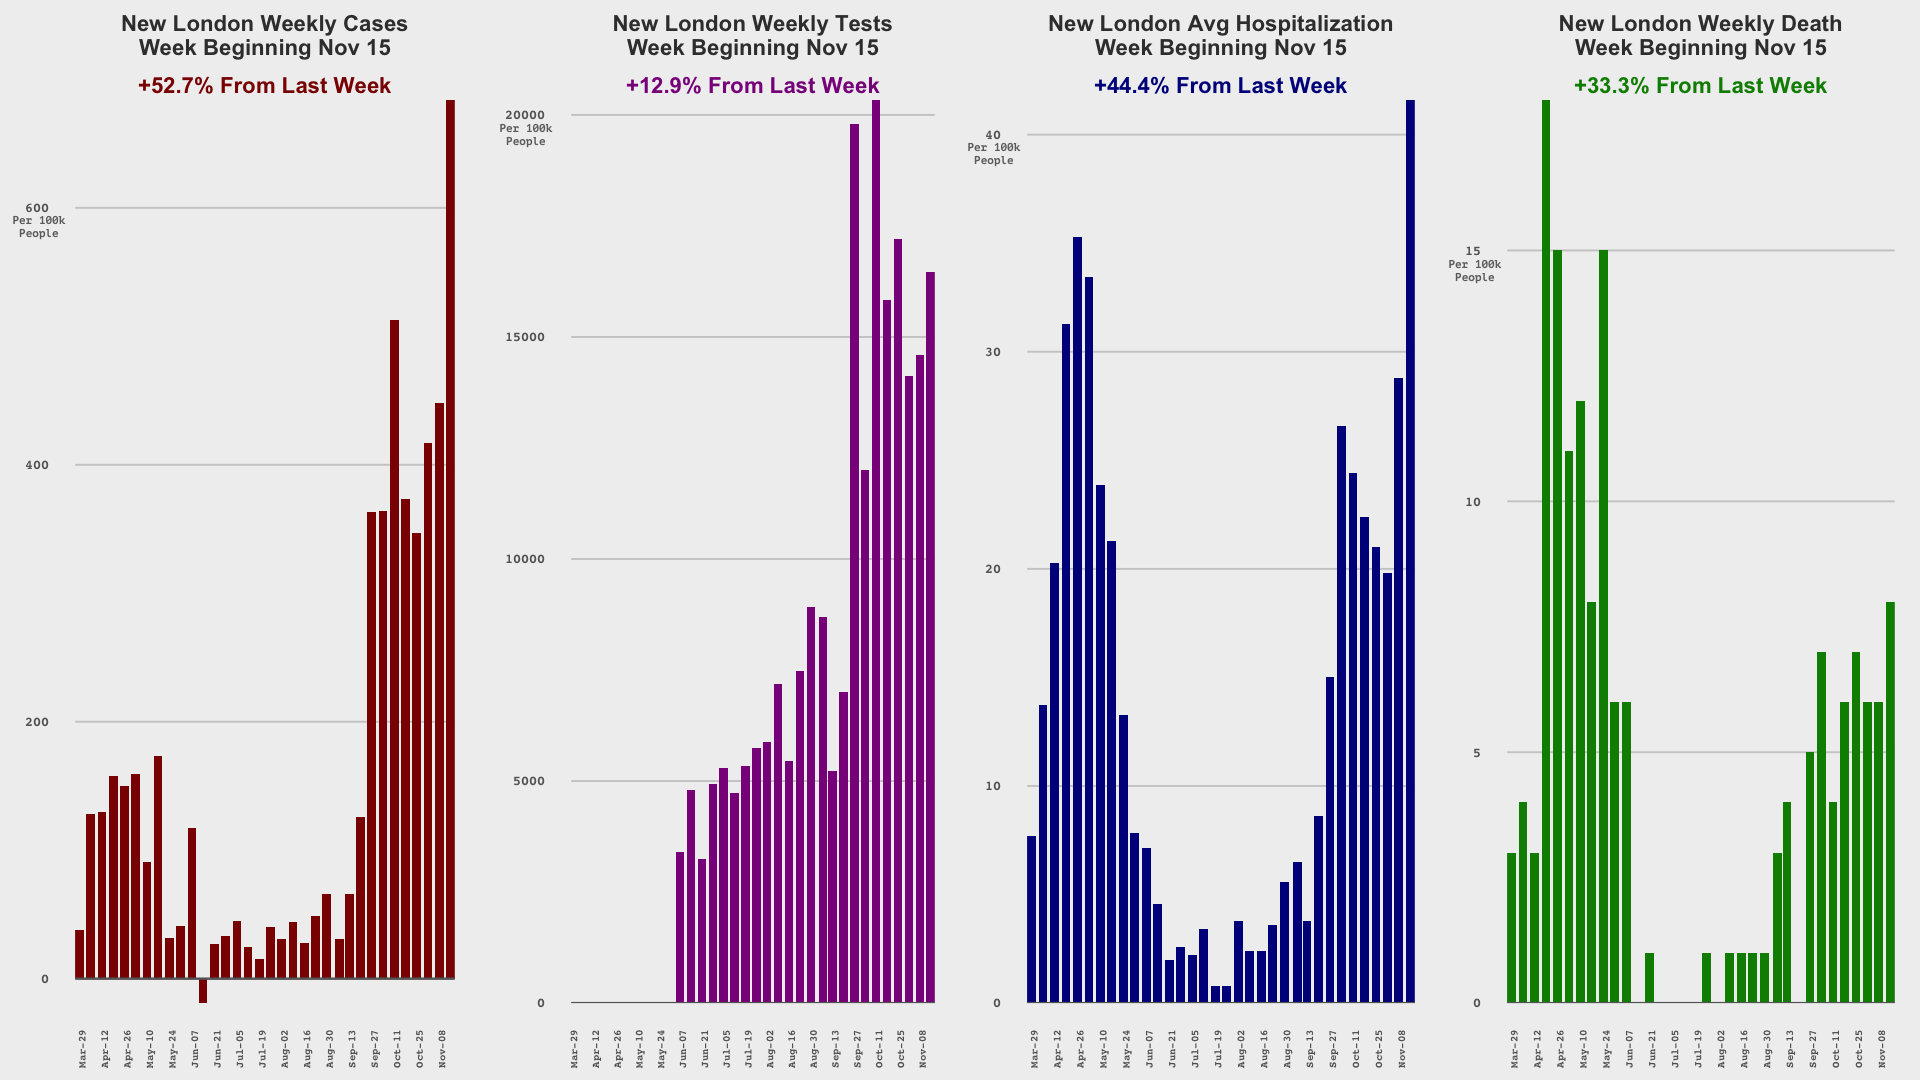 New London Weekly Cases
Week Beginning Nov 15
+52.7% From Last Week
600
Per 100k
People
400
200
0
Mar-29
Apr-12
Apr-26
May-10
May-24
Jun-07
Jun-21
Jul-05
Jul-19
Aug-02
Aug-16
Aug-30
Sep-13
Sep-27
Oct-11
Oct-25
Nov-08
New London Weekly Tests
Week Beginning Nov 15
+12.9% From Last Week
20000
Per 100k
People
15000
10000
5000
0
Mar-29
Apr-12
Apr-26
May-10
May-24
Jun-07
Jun-21
Jul-05
Jul-19
Aug-02
Aug-16
Aug-30
Sep-13
Sep-27
Oct-11
Oct-25
Nov-08
New London Avg Hospitalization
Week Beginning Nov 15
+44.4% From Last Week
40
Per 100k
People
30
20
10
0
Mar-29
Apr-12
Apr-26
May-10
May-24
Jun-07
Jun-21
Jul-05
Jul-19
Aug-02
Aug-16
Aug-30
Sep-13
Sep-27
Oct-11
Oct-25
Nov-08
New London Weekly Death
Week Beginning Nov 15
+33.3% From Last Week
15
Per 100k
People
10
5
0
Mar-29
Apr-12
Apr-26
May-10
May-24
Jun-07
Jun-21
Jul-05
Jul-19
Aug-02
Aug-16
Aug-30
Sep-13
Sep-27
Oct-11
Oct-25
Nov-08